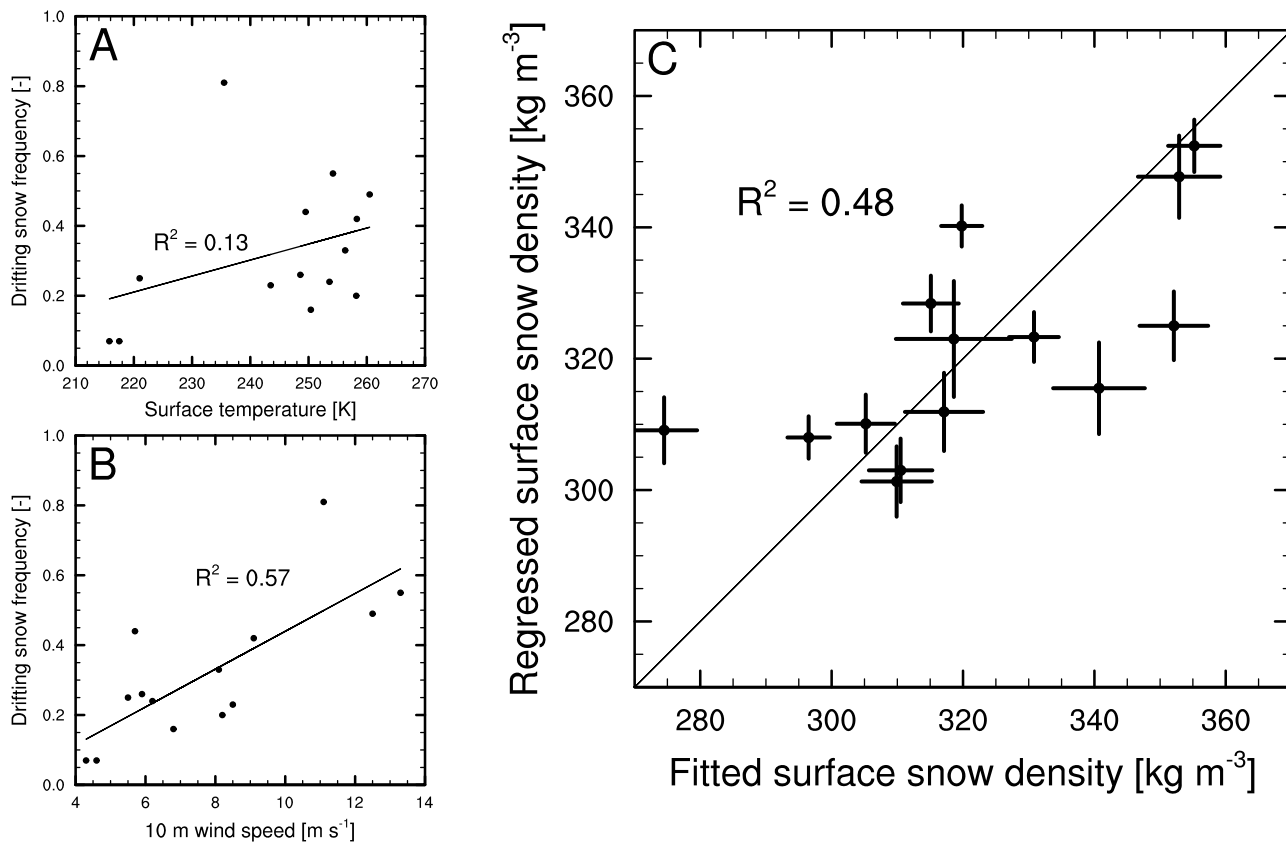 A
1.0
0.8
0.6
0.4
0.2
0.0
Drifting snow frequency [-]
R² = 0.13
210 220 230 240 250 260 270
Surface temperature [K]
B
1.0
0.8
0.6
0.4
0.2
0.0
Drifting snow frequency [-]
R² = 0.57
4 6 8 10 12 14
10 m wind speed [m s⁻¹]
C
360
340
320
300
280
Regressed surface snow density [kg m⁻³]
R² = 0.48
280 300 320 340 360
Fitted surface snow density [kg m⁻³]